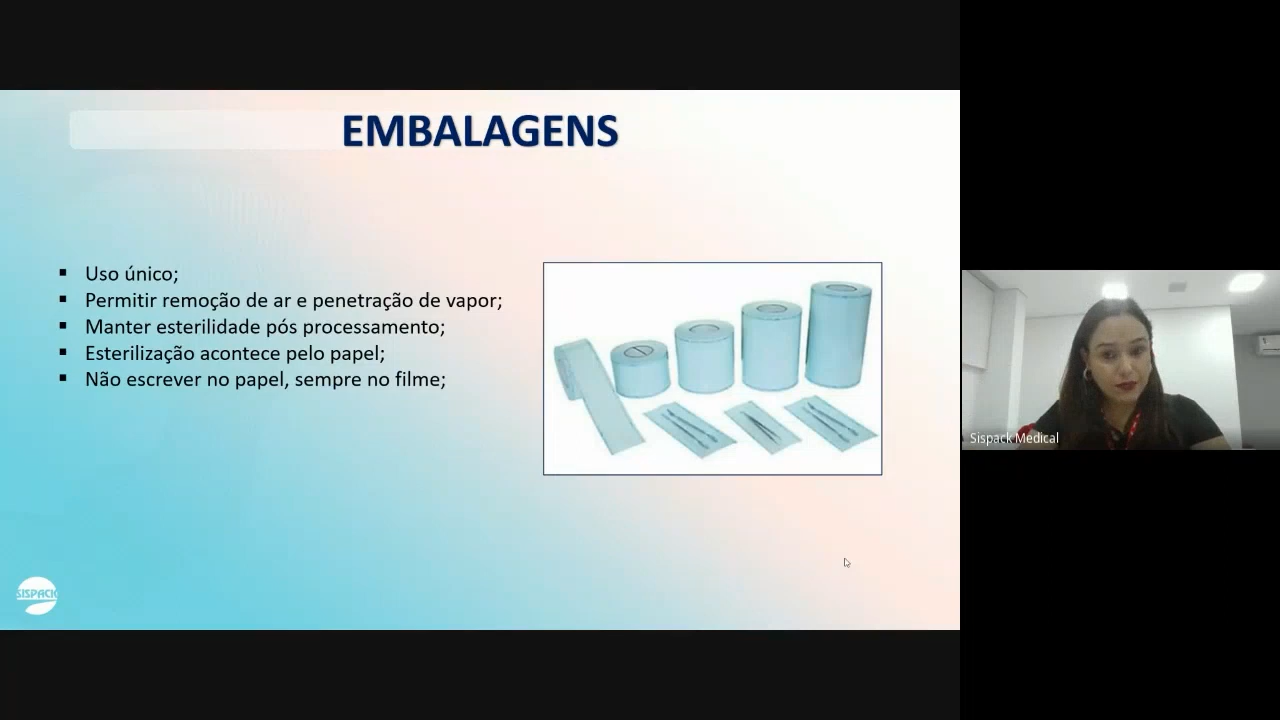 EMBALAGENS
Uso único;
Permitir remoção de ar e penetração de vapor;
Manter esterilidade pós processamento;
Esterilização acontece pelo papel;
Não escrever no papel, sempre no filme;
SISPACK
Sispack Medical